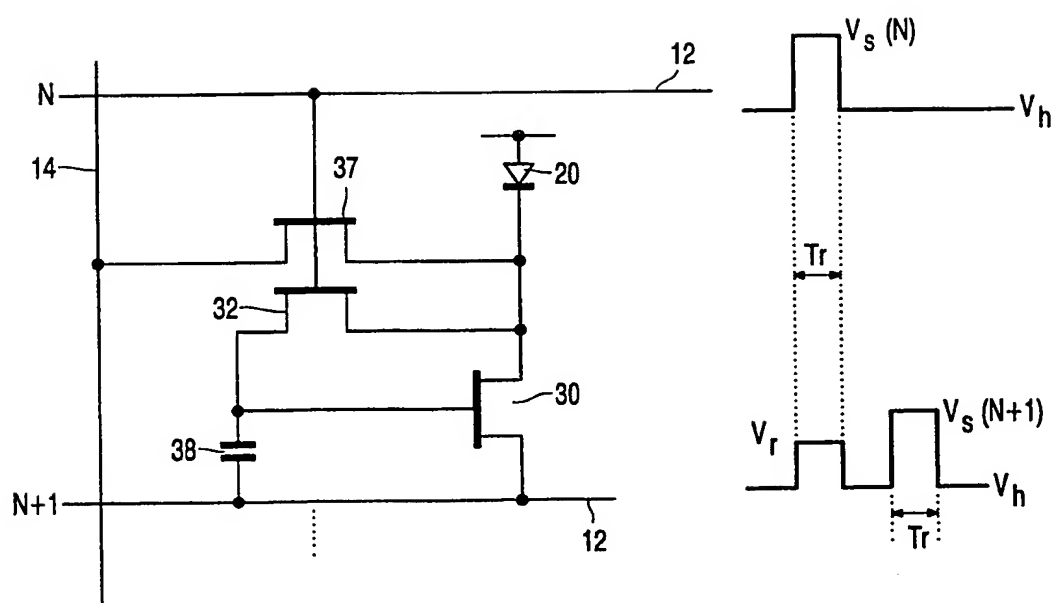 N
12
V_s (N)
V_h
14
37
20
Tr
32
30
V_s (N+1)
V_r
38
N+1
V_h
12
Tr